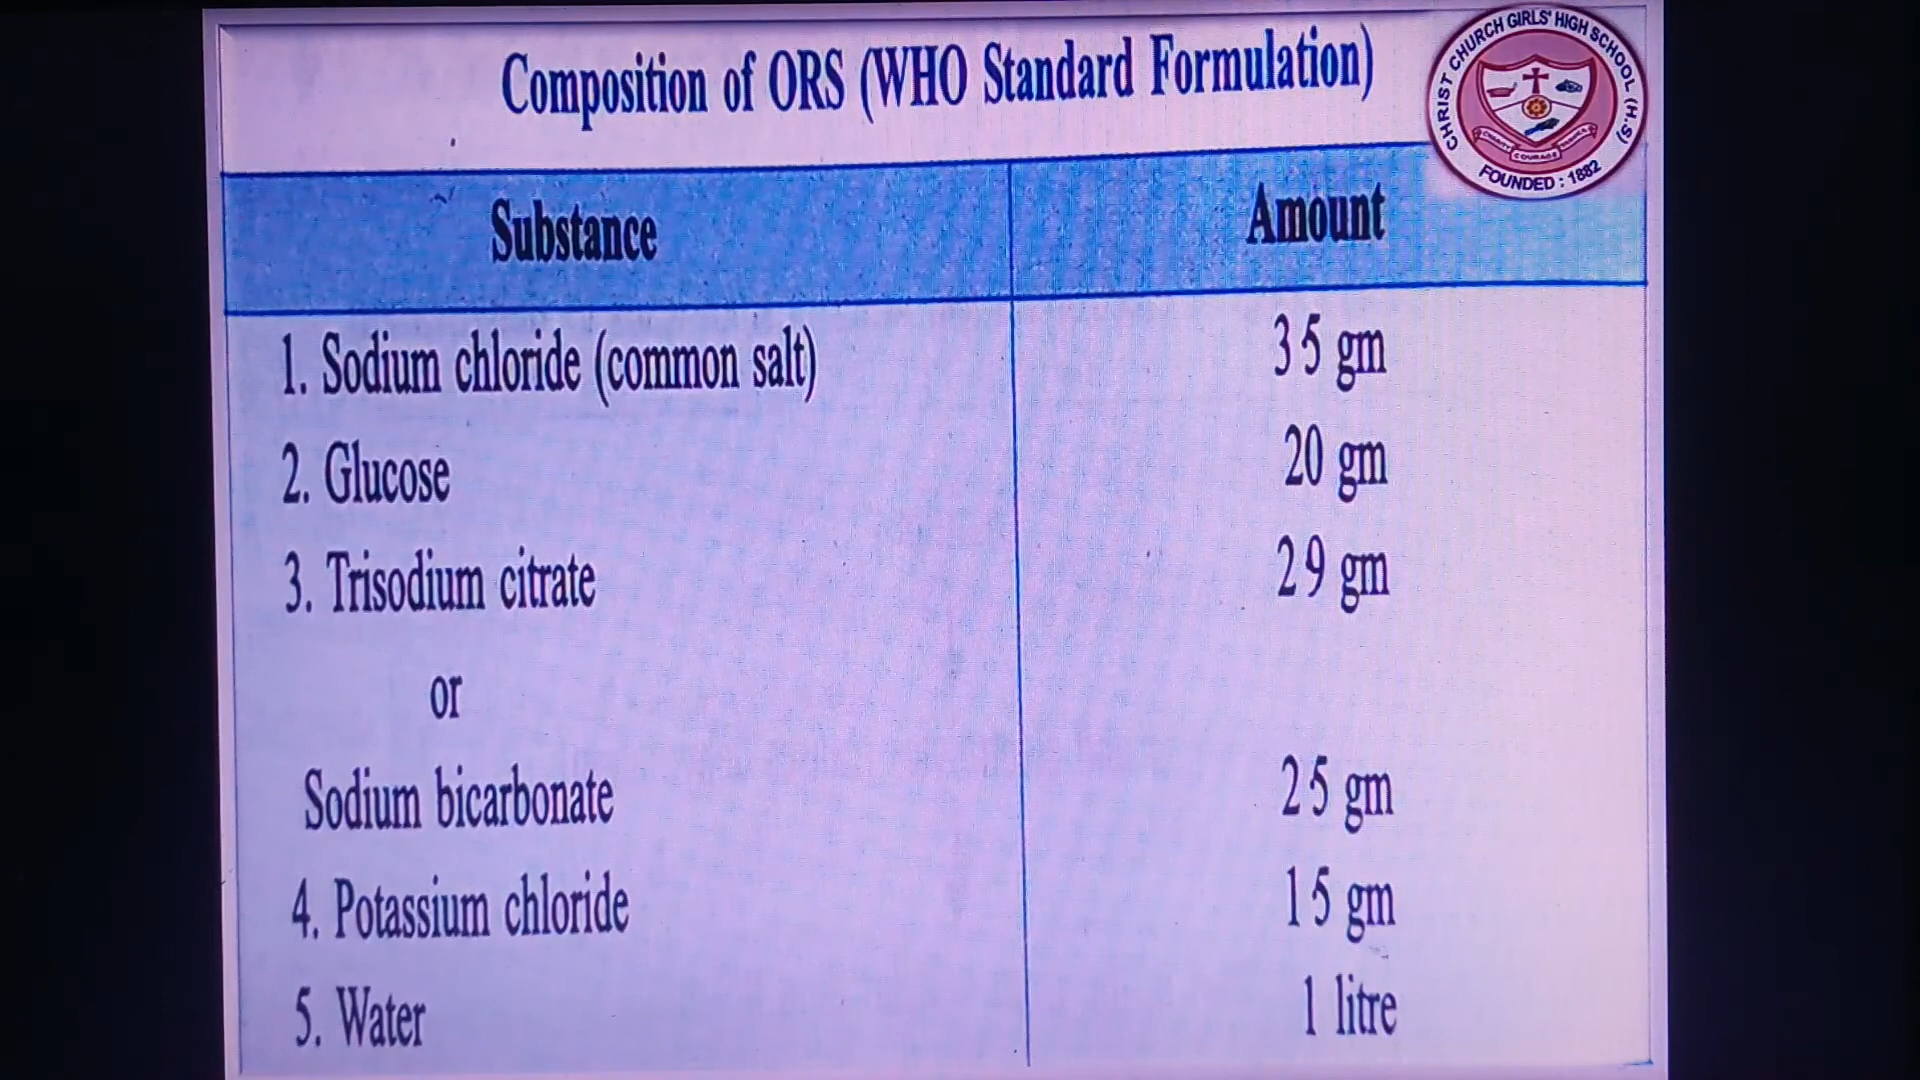 Composition of ORS (WHO Standard Formulation)
CHRIST CHURCH GIRLS' HIGH SCHOOL (H.S)
COURAGE
FOUNDED : 1882
Substance Amount
1. Sodium chloride (common salt) 3 5 gm
2. Glucose 20 gm
3. Trisodium citrate 2 9 gm
or
Sodium bicarbonate 2 5 gm
4. Potassium chloride 1 5 gm
5. Water 1 litre